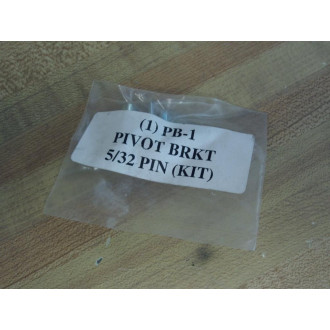 (1) PB-1
PIVOT BRKT
5/32 PIN (KIT)